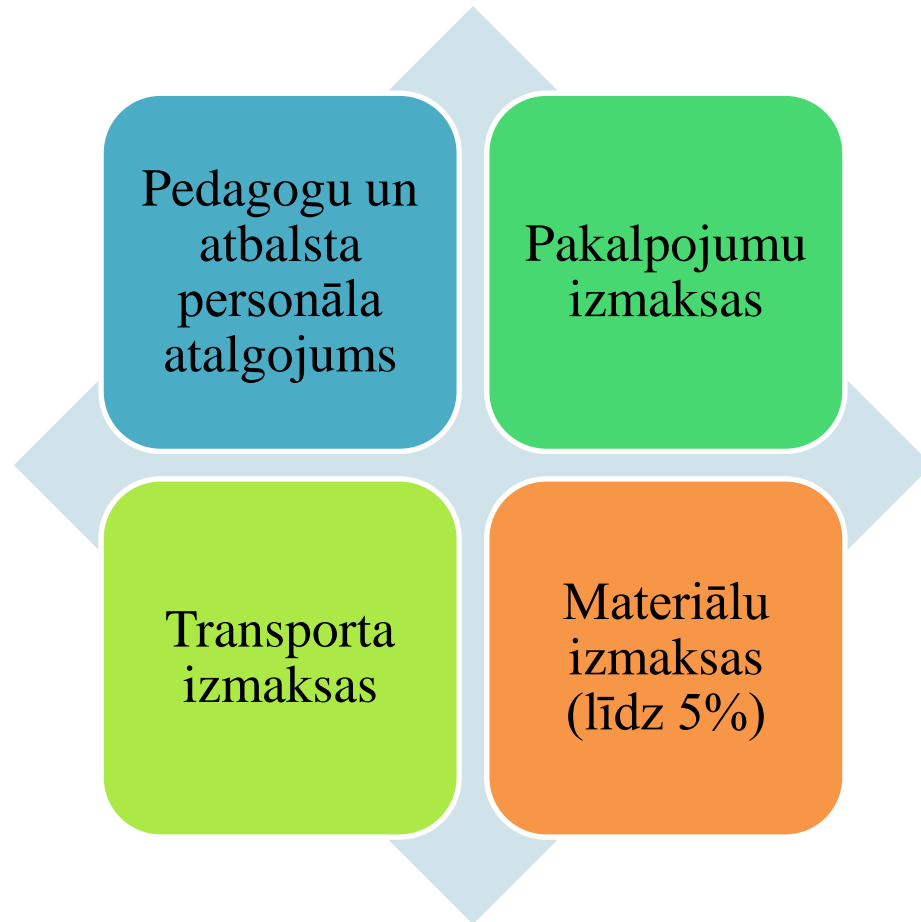 Pedagogu un
atbalsta
personāla
atalgojums
Pakalpojumu
izmaksas
Transporta
izmaksas
Materiālu
izmaksas
(līdz 5%)